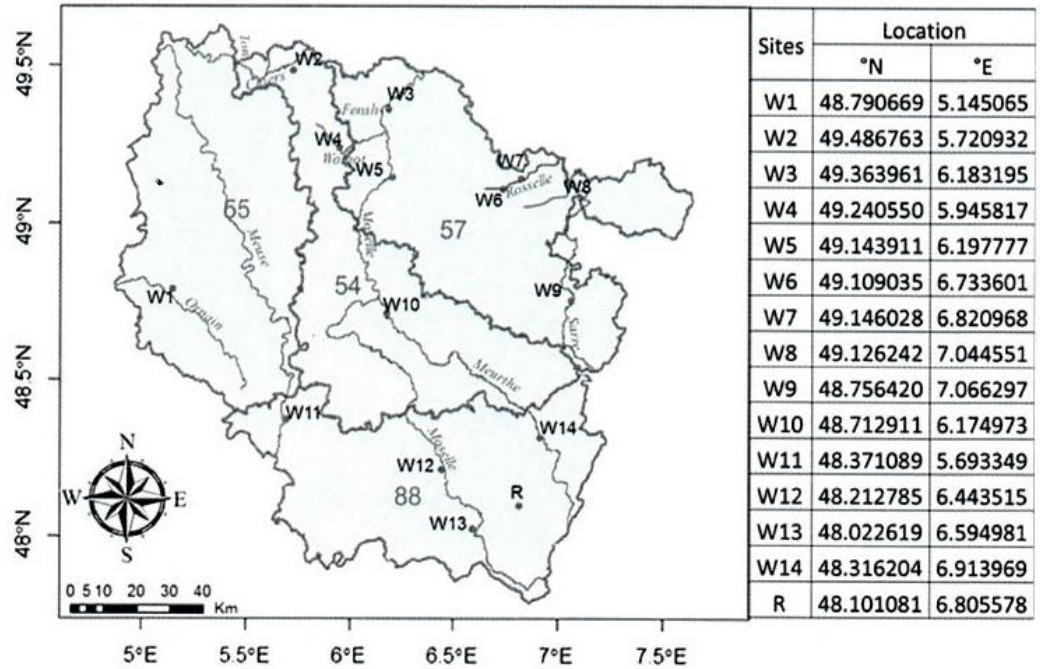 49.5°N
49°N
48.5°N
48°N
5°E
5.5°E
6°E
6.5°E
7°E
7.5°E
W2
W3
Fensh
W4
Woigot
W5
W7
W6
Rosselle
W8
55
Meuse
57
Moselle
54
W1
Ornain
W10
W9
Sarre
Meurthe
W11
Moselle
W14
W12
88
R
W13
N
W
E
S
0 5 10 20 30 40
Km
Sites Location
°N °E
W1 48.790669 5.145065
W2 49.486763 5.720932
W3 49.363961 6.183195
W4 49.240550 5.945817
W5 49.143911 6.197777
W6 49.109035 6.733601
W7 49.146028 6.820968
W8 49.126242 7.044551
W9 48.756420 7.066297
W10 48.712911 6.174973
W11 48.371089 5.693349
W12 48.212785 6.443515
W13 48.022619 6.594981
W14 48.316204 6.913969
R 48.101081 6.805578